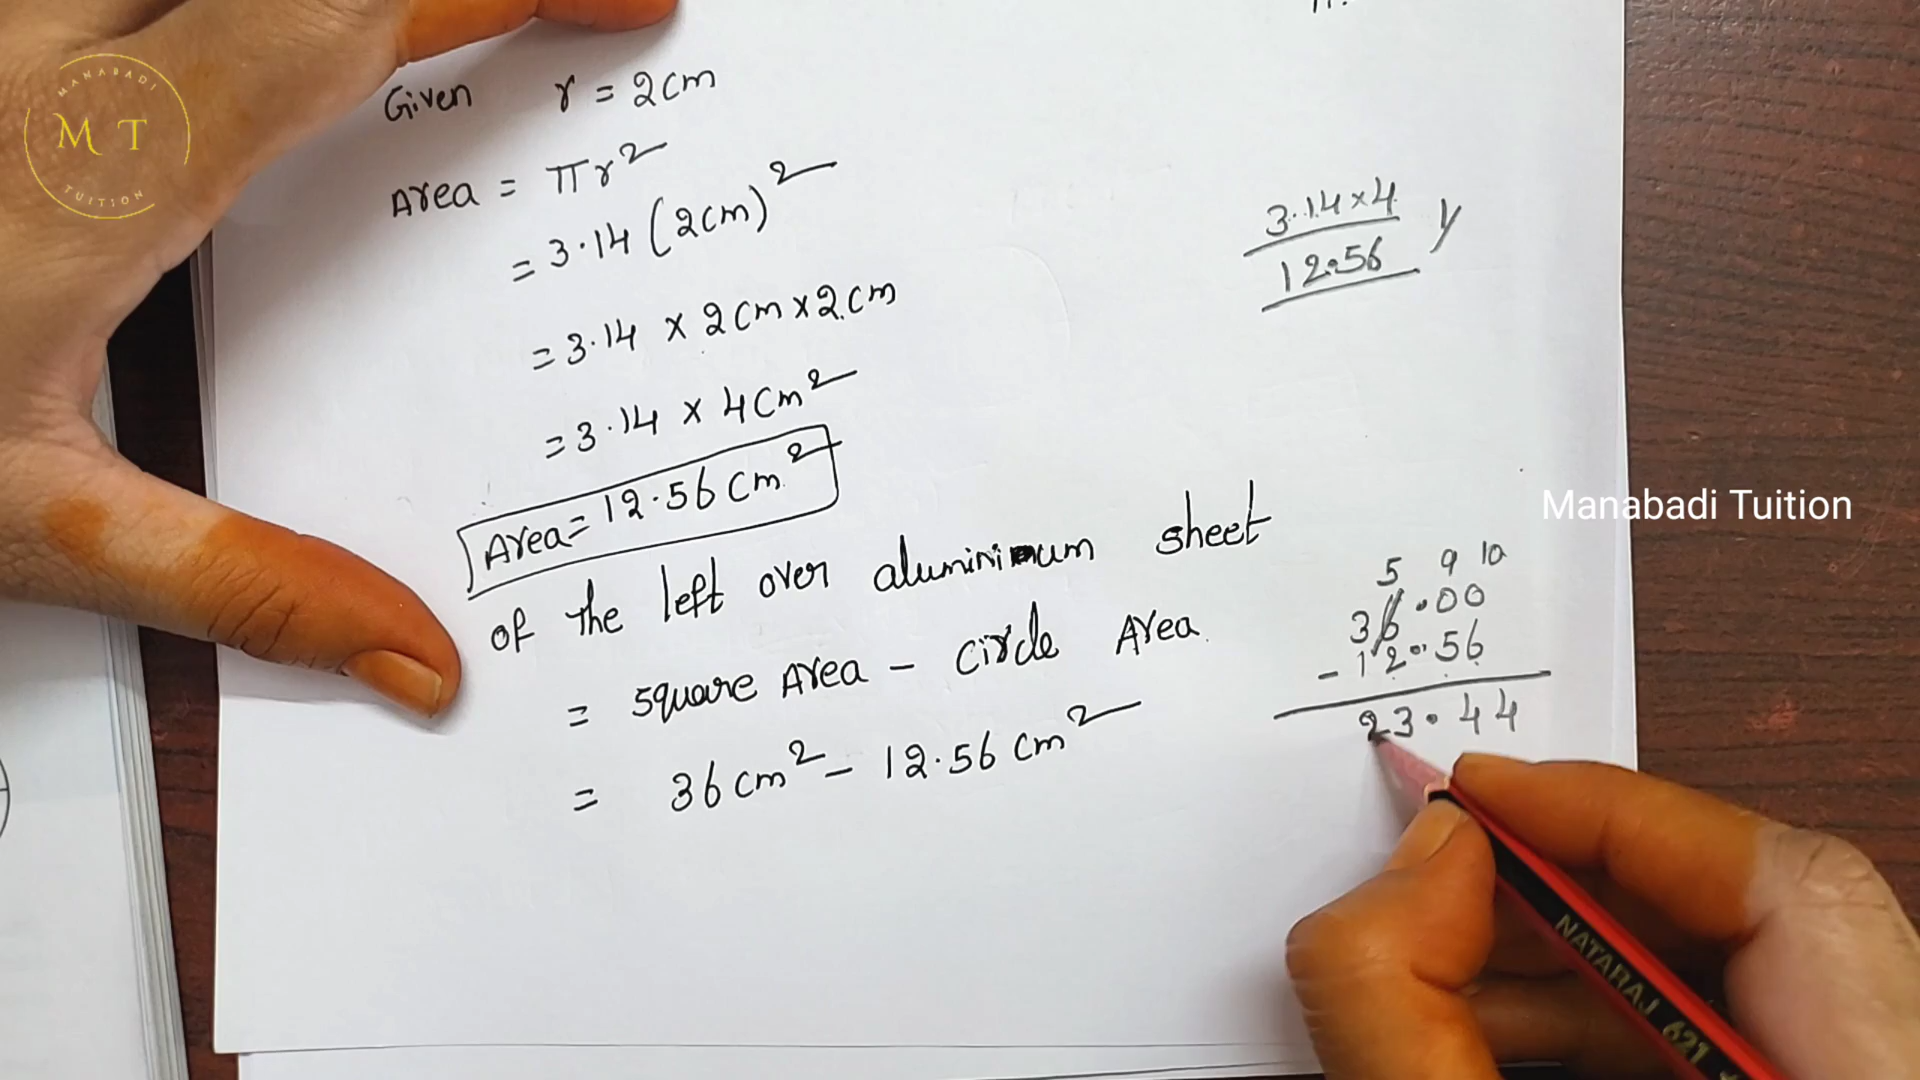 MANABADI
M T
TUITION
Given r = 2cm
Area = πr²
= 3.14 (2cm)²
= 3.14 × 2cm × 2cm
= 3.14 × 4cm²
Area = 12.56 cm²
of the left over aluminimum sheet
= square Area - circle Area
= 36 cm² - 12.56 cm²
3.14 × 4
12.56
Manabadi Tuition
5 9 10
36.00
- 12.56
23.44
NATARAJ 621